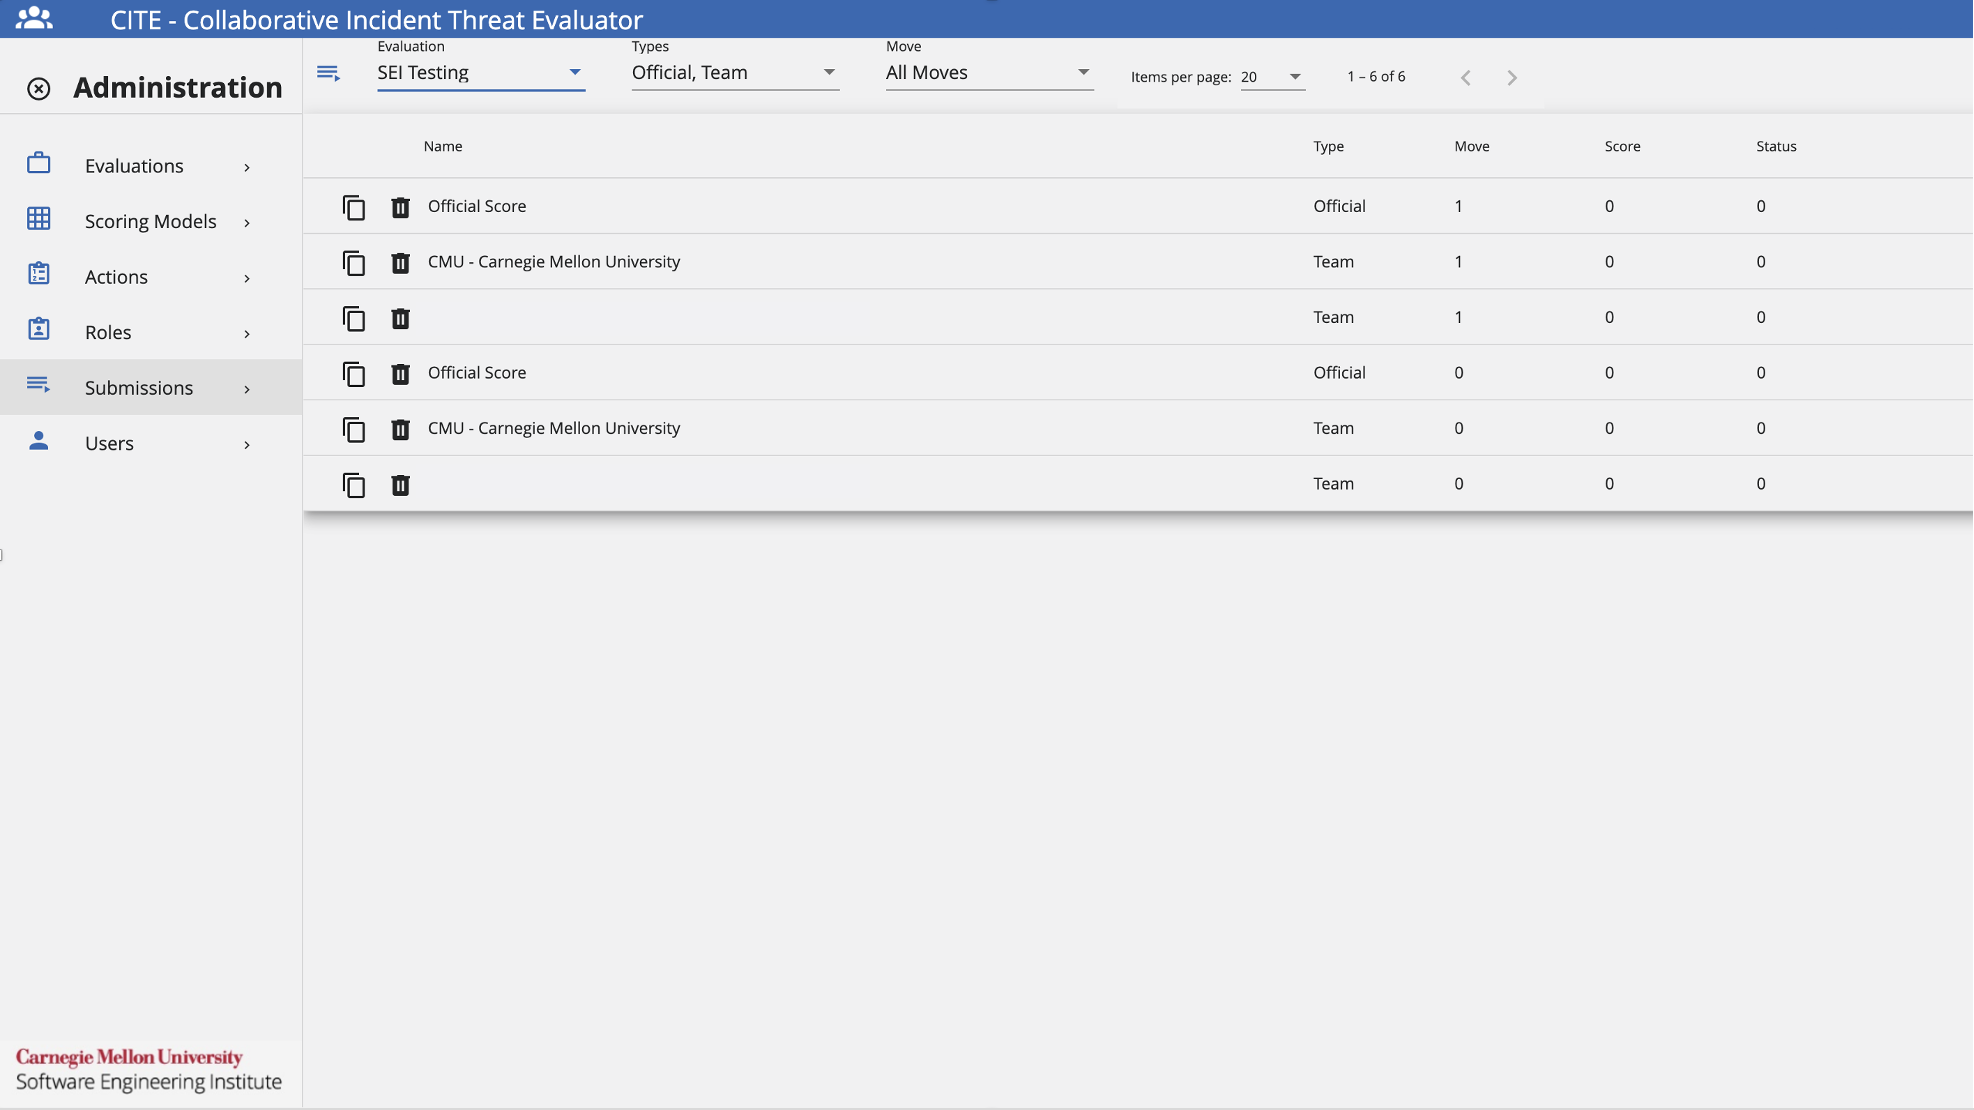 CITE - Collaborative Incident Threat Evaluator
Administration
Evaluations
Scoring Models
Actions
Roles
Submissions
Users
Carnegie Mellon University
Software Engineering Institute
Evaluation Types Move
SEI Testing Official, Team All Moves Items per page: 20 1 – 6 of 6
Name Type Move Score Status
Official Score Official 1 0 0
CMU - Carnegie Mellon University Team 1 0 0
Team 1 0 0
Official Score Official 0 0 0
CMU - Carnegie Mellon University Team 0 0 0
Team 0 0 0